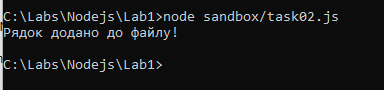 C:\Labs\Nodejs\Lab1>node sandbox/task02.js
Рядок додано до файлу!
C:\Labs\Nodejs\Lab1>